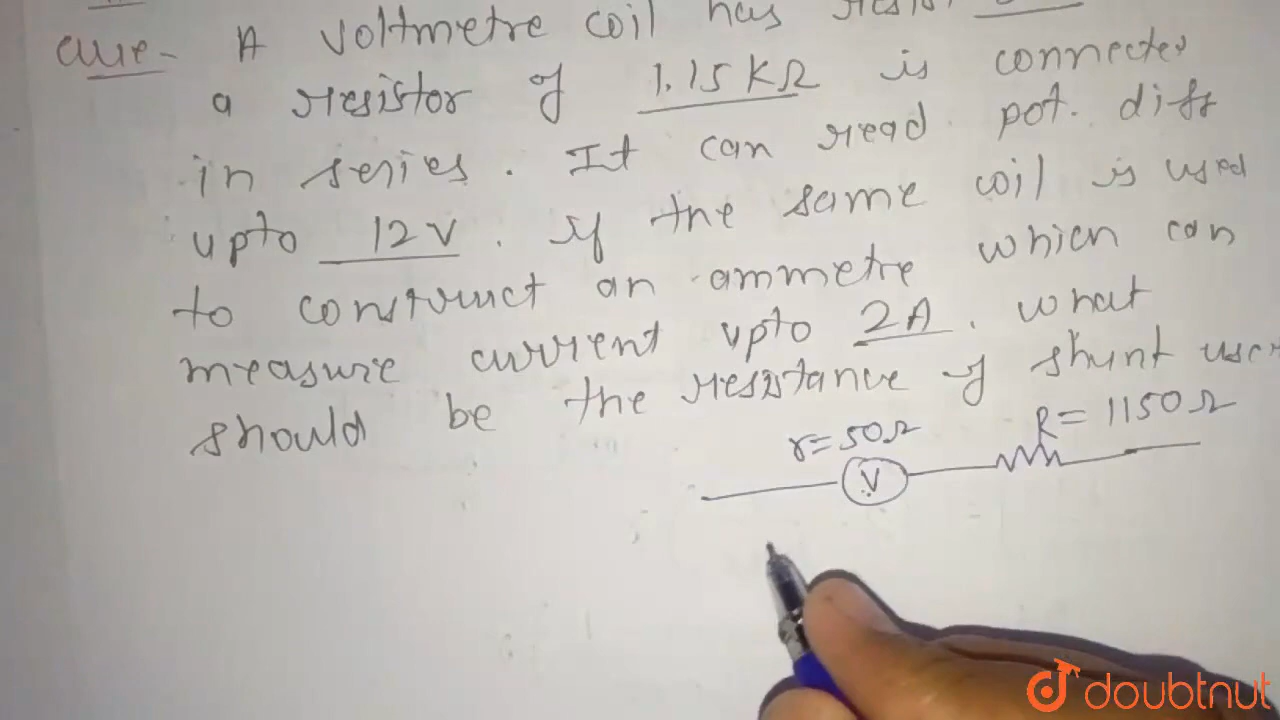 Que- A voltmetre coil has
a resistor of 1.15 KΩ is connected
in series. It can read pot. diff
upto 12V. if the same coil is used
to construct an ammetre which can
measure current upto 2A. what
should be the resistance of shunt
r=50Ω R=1150Ω
V
doubtnut